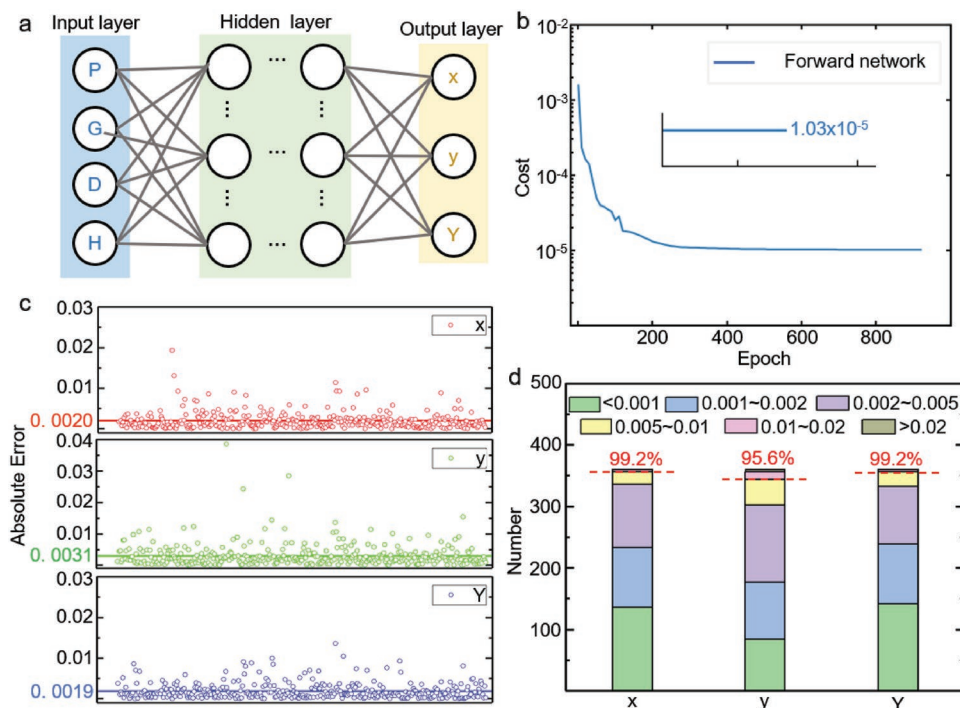 a
Input layer
Hidden layer
Output layer
P
G
D
H
...
...
...
x
y
Y
b
10-2
10-3
10-4
10-5
Cost
Forward network
1.03x10-5
200
400
600
800
Epoch
c
0.03
0.02
0.01
0.0020
x
0.04
0.03
0.02
0.01
0.0031
y
0.03
0.02
0.01
0.0019
Y
Absolute Error
d
500
400
300
200
100
Number
<0.001
0.001~0.002
0.002~0.005
0.005~0.01
0.01~0.02
>0.02
99.2%
95.6%
99.2%
x
y
Y